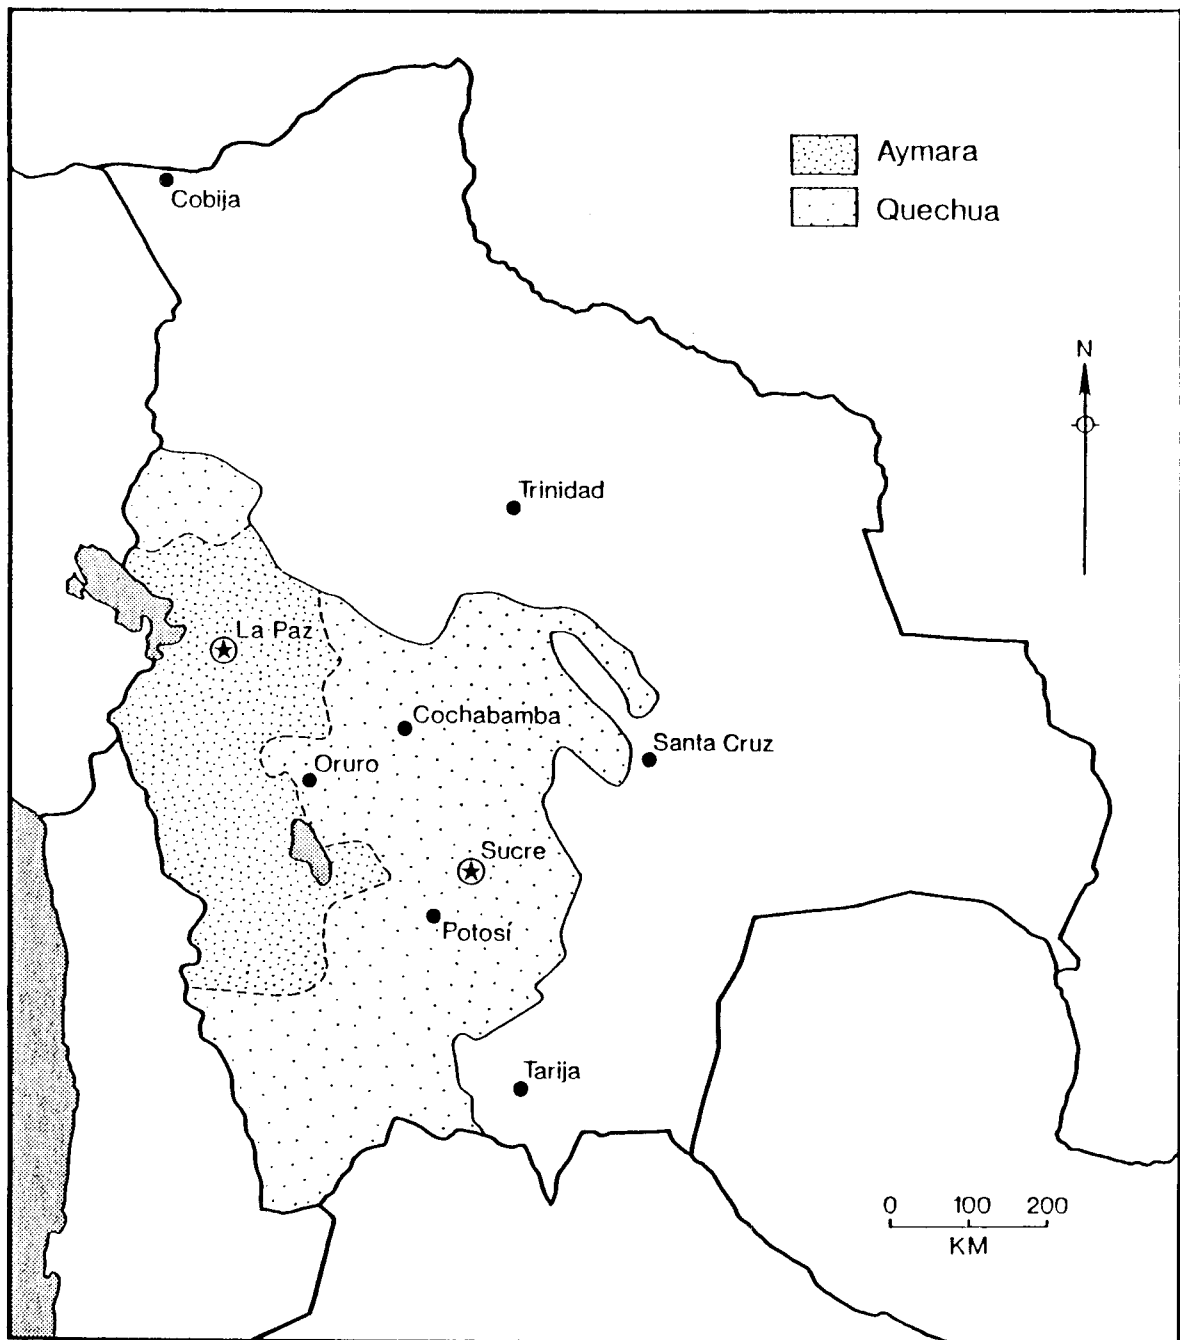 Aymara
Quechua
Cobija
N
Trinidad
La Paz
Cochabamba
Santa Cruz
Oruro
Sucre
Potosí
Tarija
0 100 200
KM